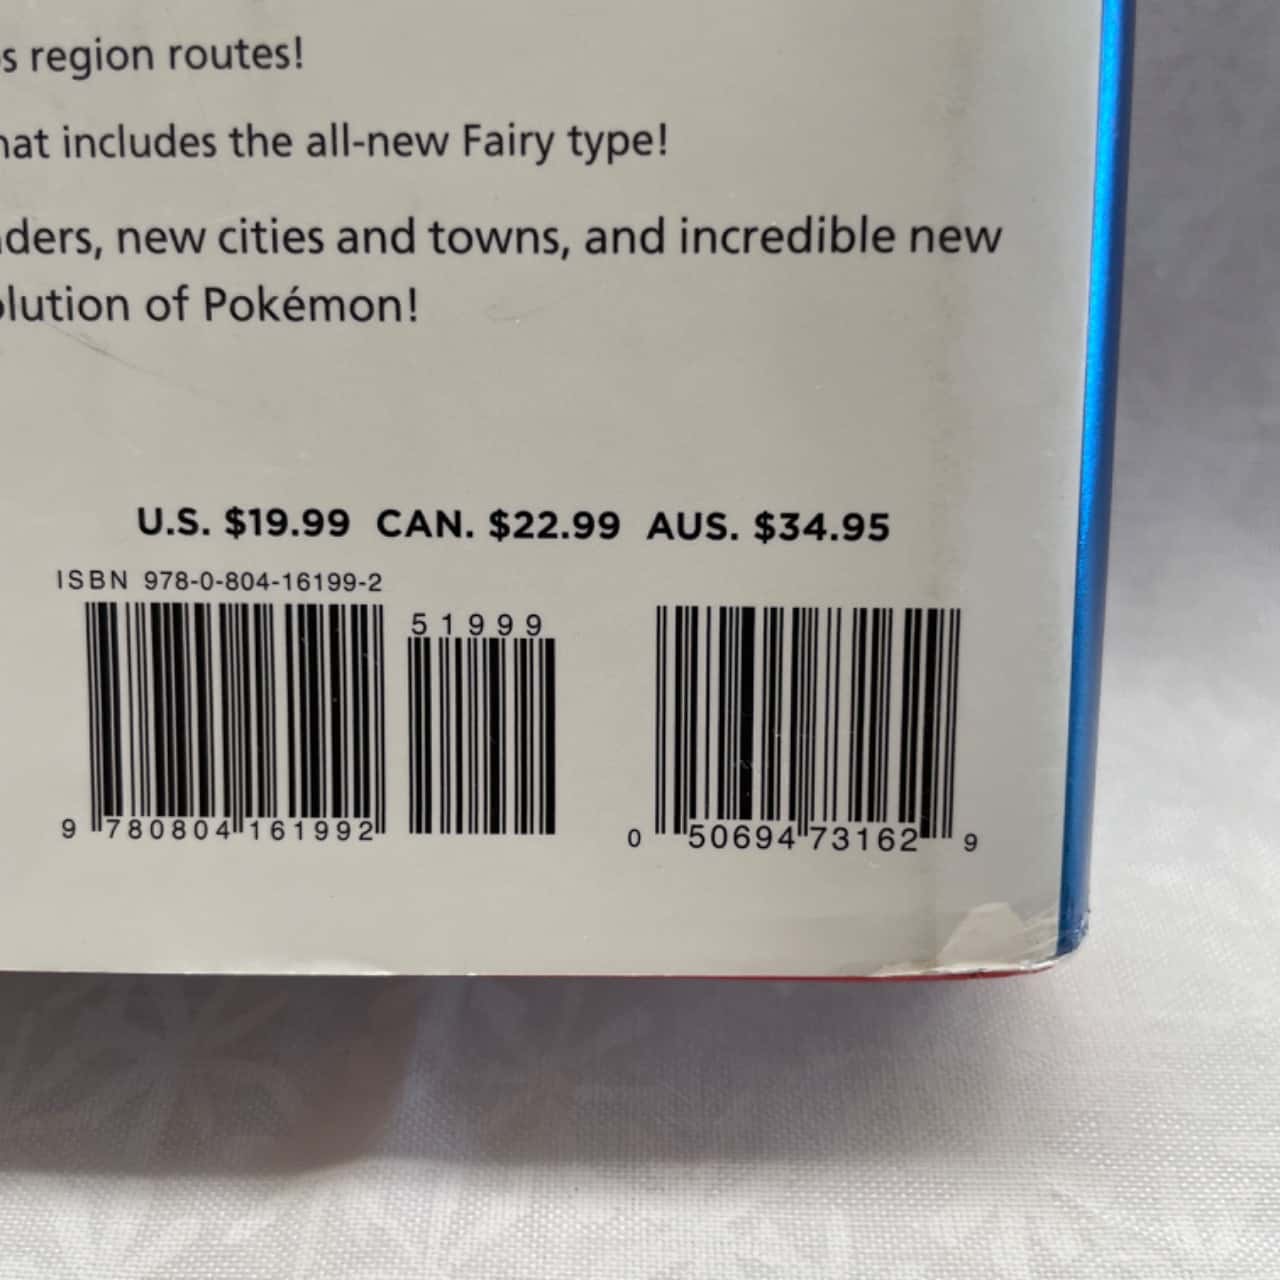 s region routes!
hat includes the all-new Fairy type!
ders, new cities and towns, and incredible new
olution of Pokémon!
U.S. $19.99 CAN. $22.99 AUS. $34.95
ISBN 978-0-804-16199-2
51999
9 780804 161992
0 50694 73162 9